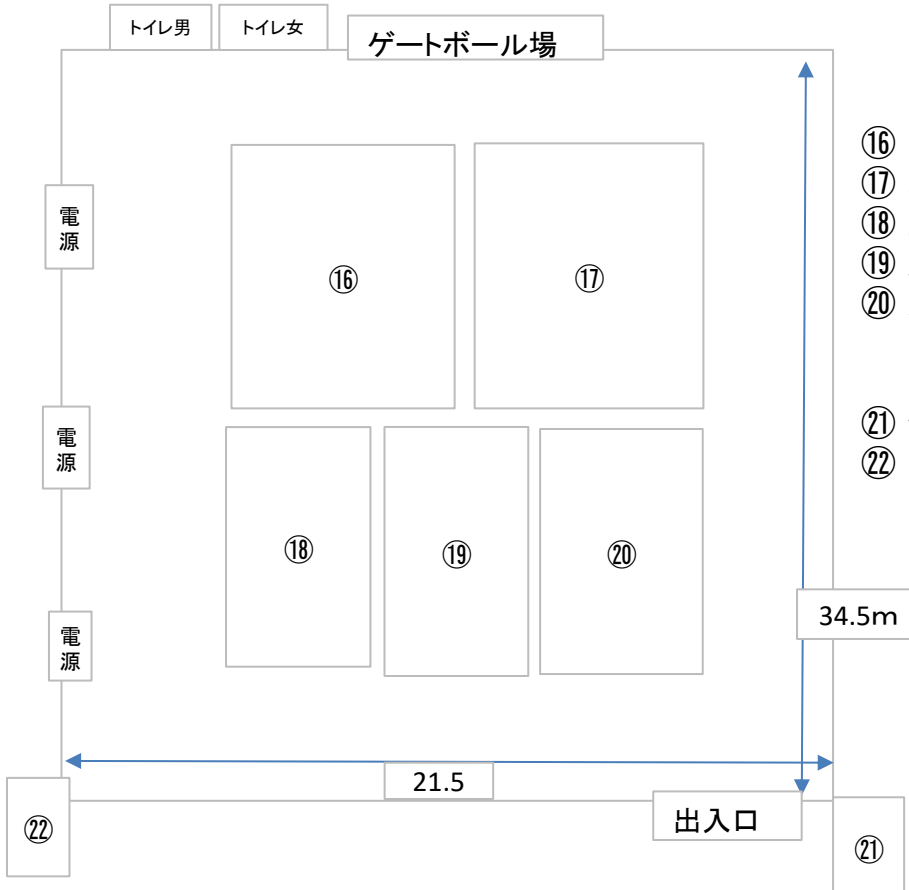 トイレ男
トイレ女
ゲートボール場
電源
電源
電源
⑯
⑰
⑱
⑲
⑳
34.5m
21.5
出入口
㉒
㉑
⑯
⑰
⑱
⑲
⑳
㉑
㉒